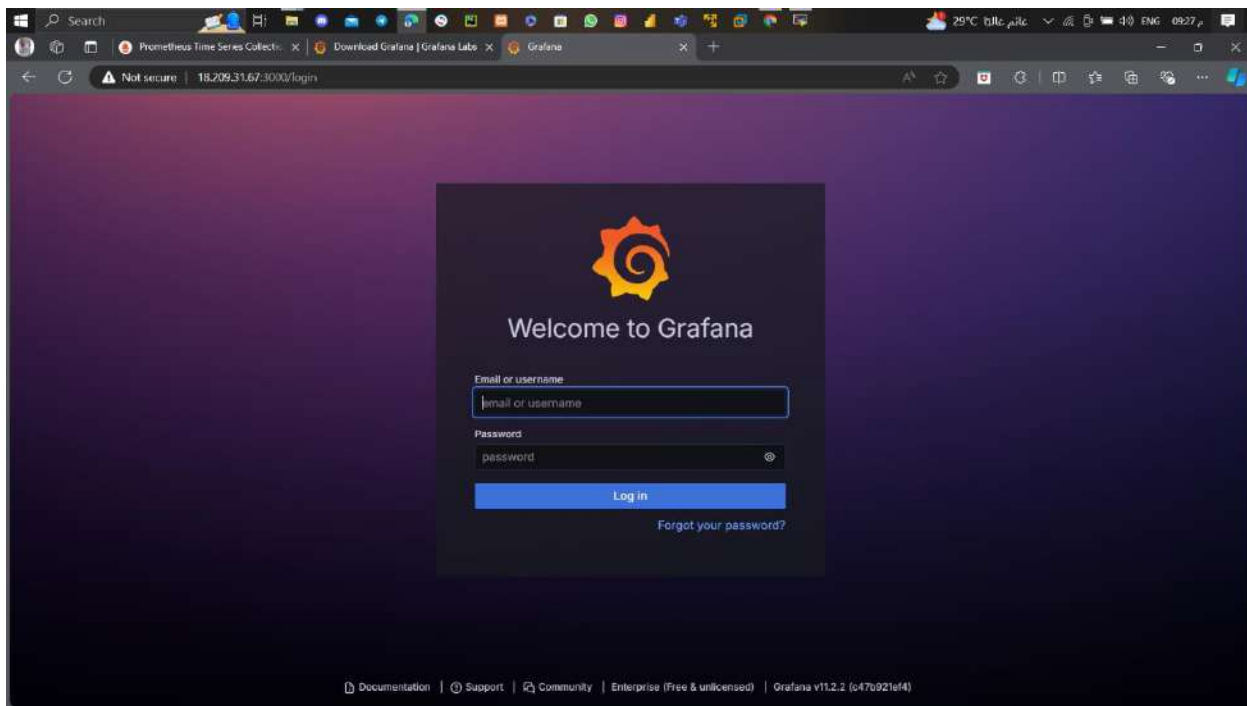 Search
29°C غائم غالبًا
ENG
09:27 م
Prometheus Time Series Collecti
Download Grafana | Grafana Labs
Grafana
Not secure
18.209.31.67:3000/login
Welcome to Grafana
Email or username
email or username
Password
password
Log in
Forgot your password?
Documentation | Support | Community | Enterprise (Free & unlicensed) | Grafana v11.2.2 (c47b921ef4)